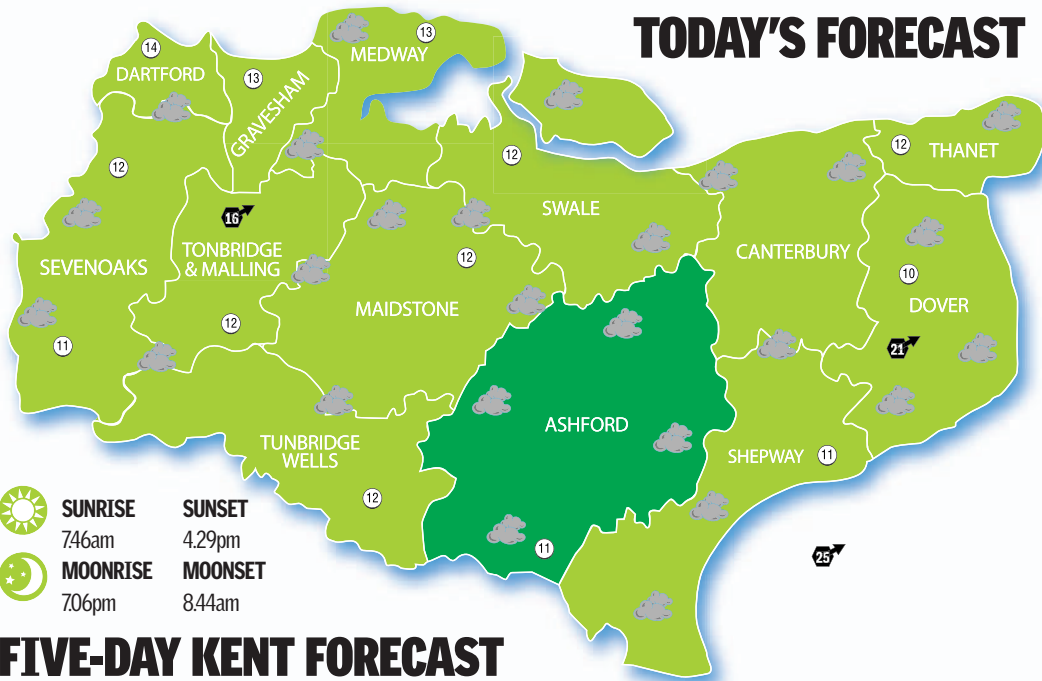 TODAY'S FORECAST
14
DARTFORD
13
GRAVESHAM
MEDWAY
13
12
THANET
12
12
SWALE
16
TONBRIDGE
& MALLING
SEVENOAKS
12
CANTERBURY
10
DOVER
MAIDSTONE
12
11
21
ASHFORD
TUNBRIDGE
WELLS
SHEPWAY
11
12
11
25
SUNRISE SUNSET
7.46am 4.29pm
MOONRISE MOONSET
7.06pm 8.44am
FIVE-DAY KENT FORECAST